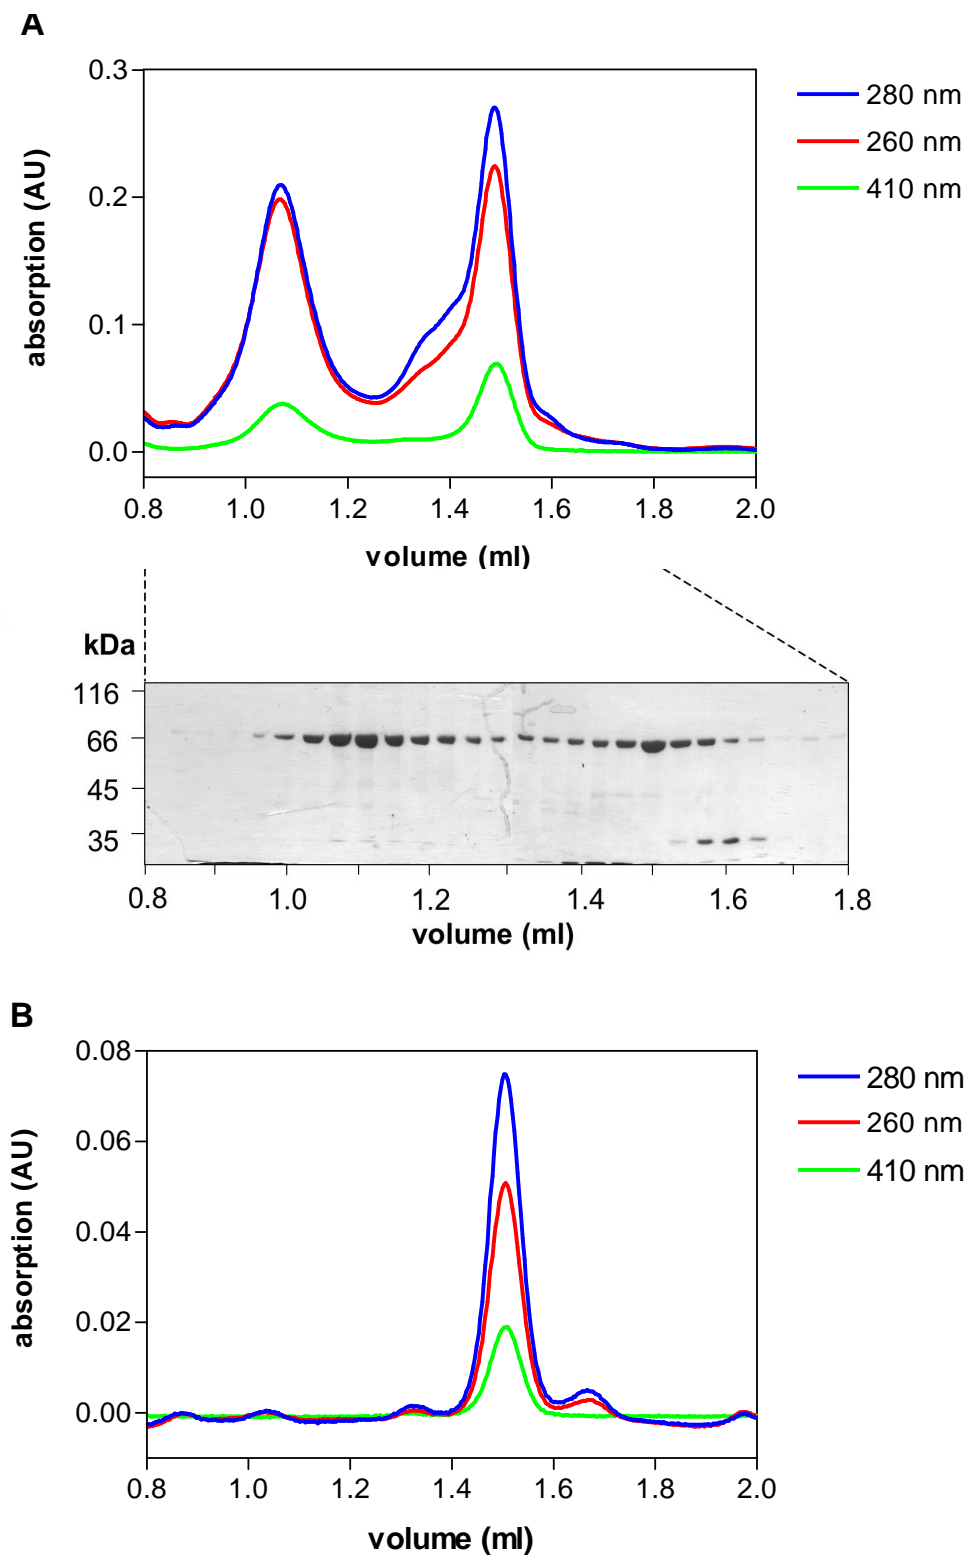 A
0.3
0.2
0.1
0.0
absorption (AU)
280 nm
260 nm
410 nm
0.8 1.0 1.2 1.4 1.6 1.8 2.0
volume (ml)
kDa
116
66
45
35
0.8 1.0 1.2 1.4 1.6 1.8
volume (ml)
B
0.08
0.06
0.04
0.02
0.00
absorption (AU)
280 nm
260 nm
410 nm
0.8 1.0 1.2 1.4 1.6 1.8 2.0
volume (ml)